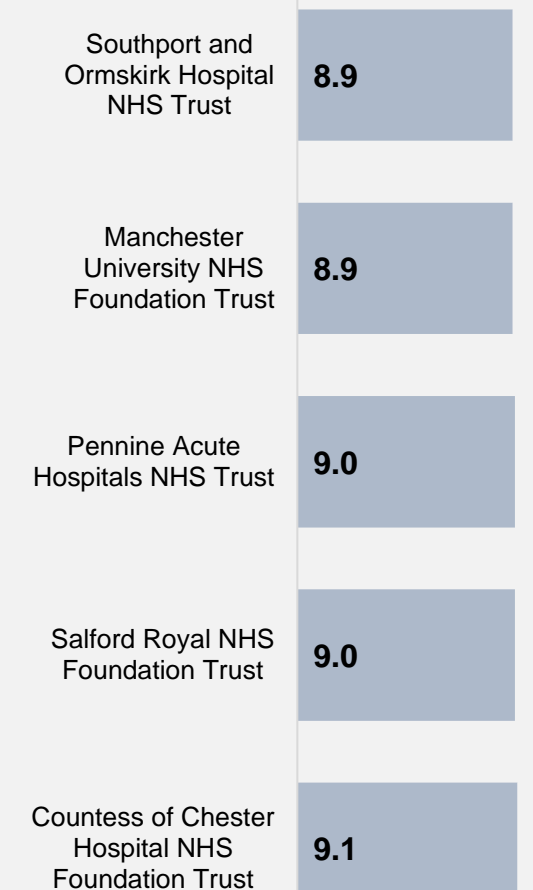 Southport and
Ormskirk Hospital
NHS Trust
8.9
Manchester
University NHS
Foundation Trust
8.9
Pennine Acute
Hospitals NHS Trust
9.0
Salford Royal NHS
Foundation Trust
9.0
Countess of Chester
Hospital NHS
Foundation Trust
9.1